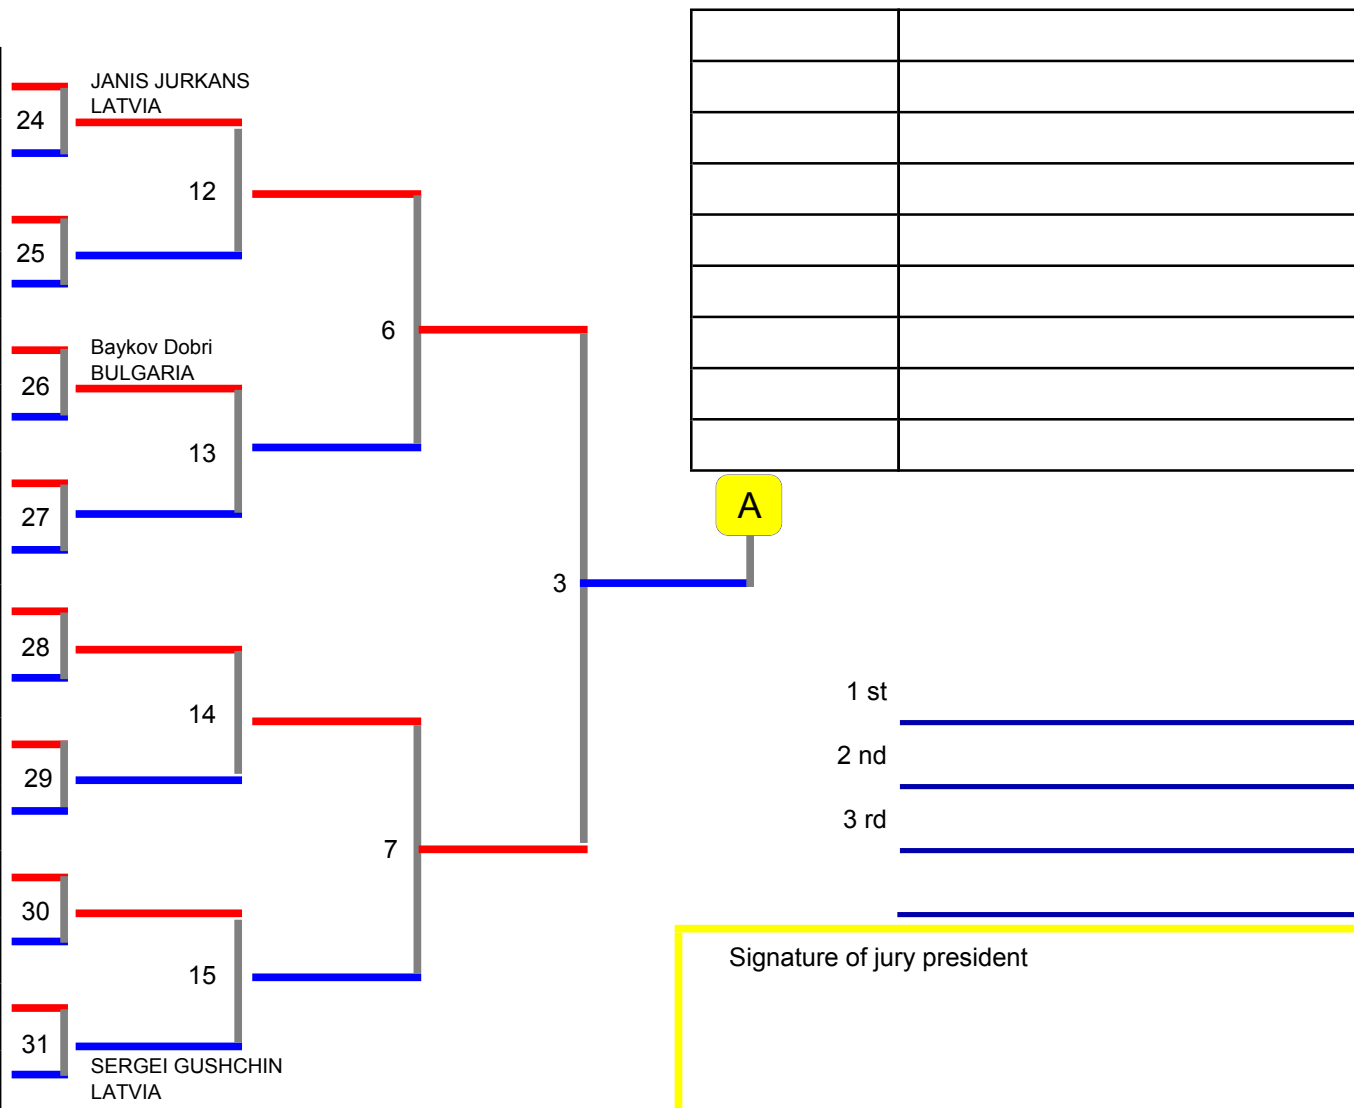 JANIS JURKANS
LATVIA
24
12
25
6
Baykov Dobri
BULGARIA
26
13
27
A
3
28
14
1 st
2 nd
29
3 rd
7
30
15
Signature of jury president
31
SERGEI GUSHCHIN
LATVIA